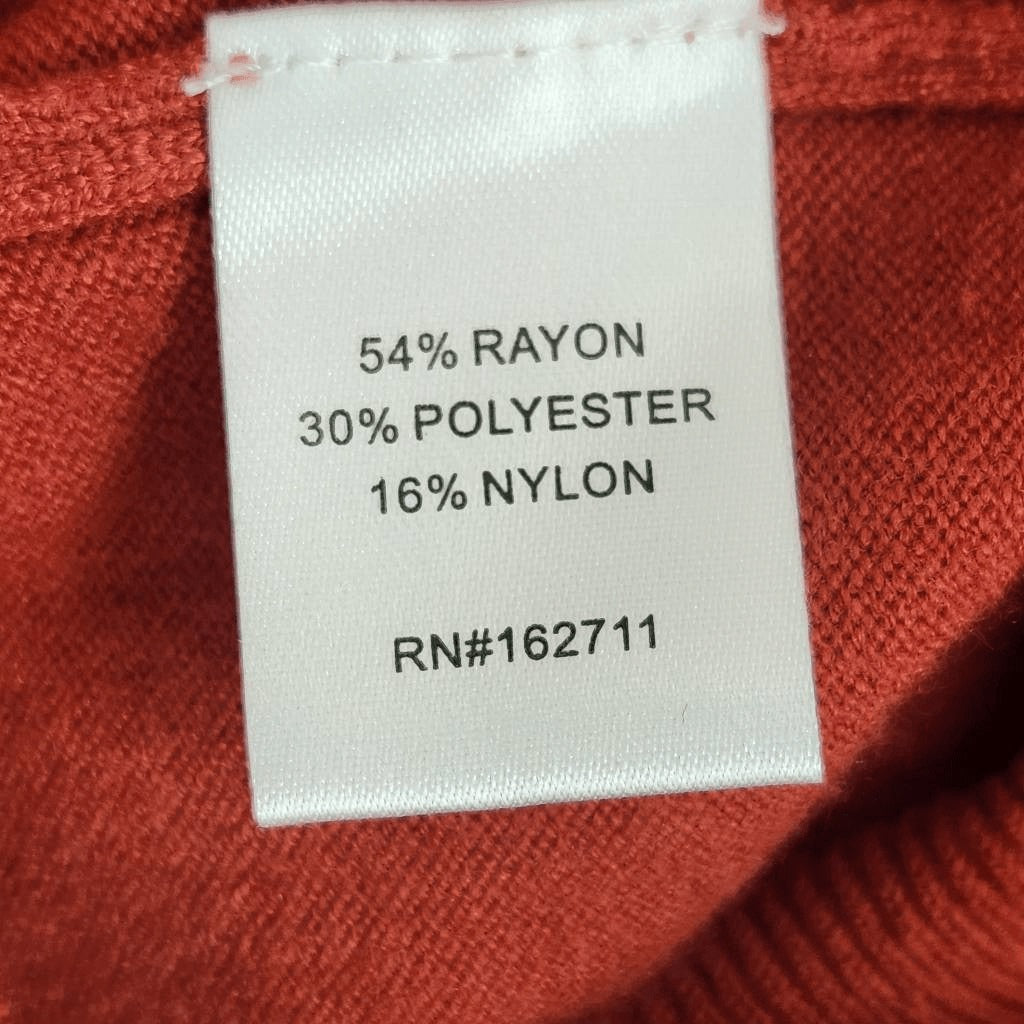 54% RAYON
30% POLYESTER
16% NYLON
RN#162711